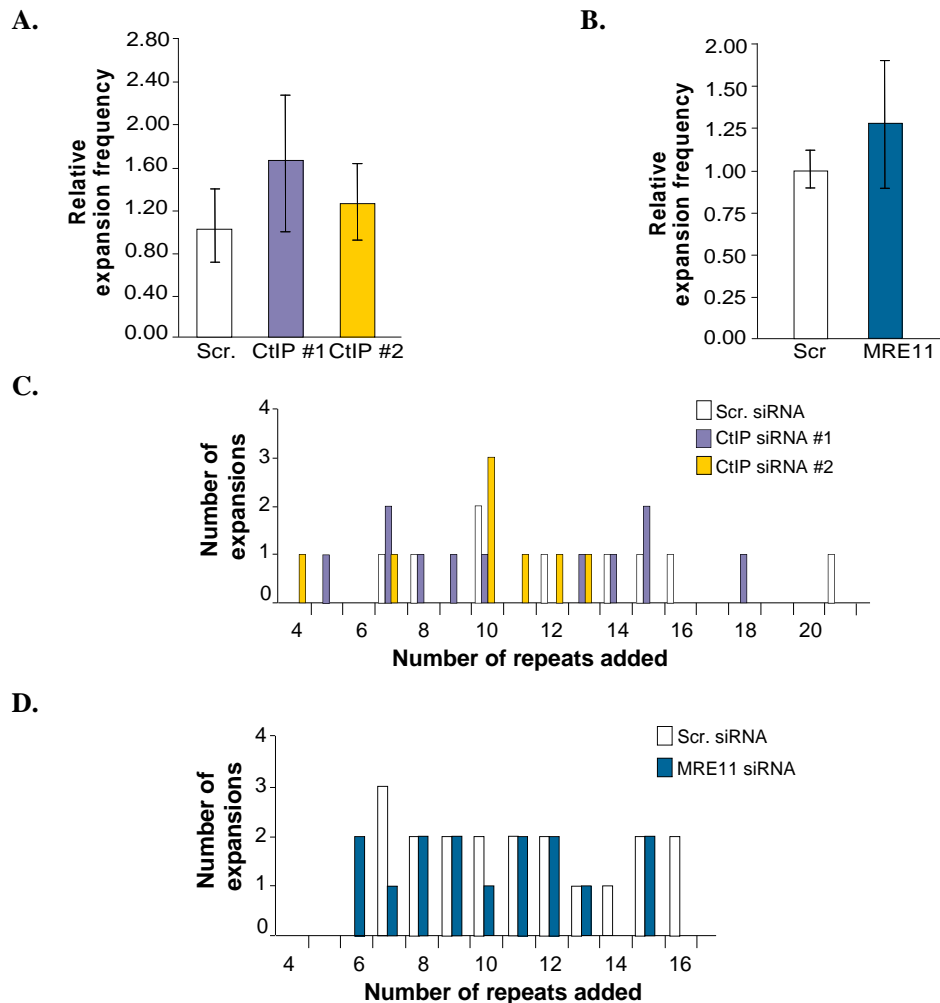 A.
Relative
expansion frequency
2.80
2.40
2.00
1.60
1.20
0.80
0.40
0.00
Scr.
CtIP #1
CtIP #2
B.
Relative
expansion frequency
2.00
1.50
1.25
1.00
0.75
0.50
0.25
0.00
Scr
MRE11
C.
Number of
expansions
4
3
2
1
0
Scr. siRNA
CtIP siRNA #1
CtIP siRNA #2
4 6 8 10 12 14 16 18 20
Number of repeats added
D.
Number of
expansions
4
3
2
1
0
Scr. siRNA
MRE11 siRNA
4 6 8 10 12 14 16
Number of repeats added